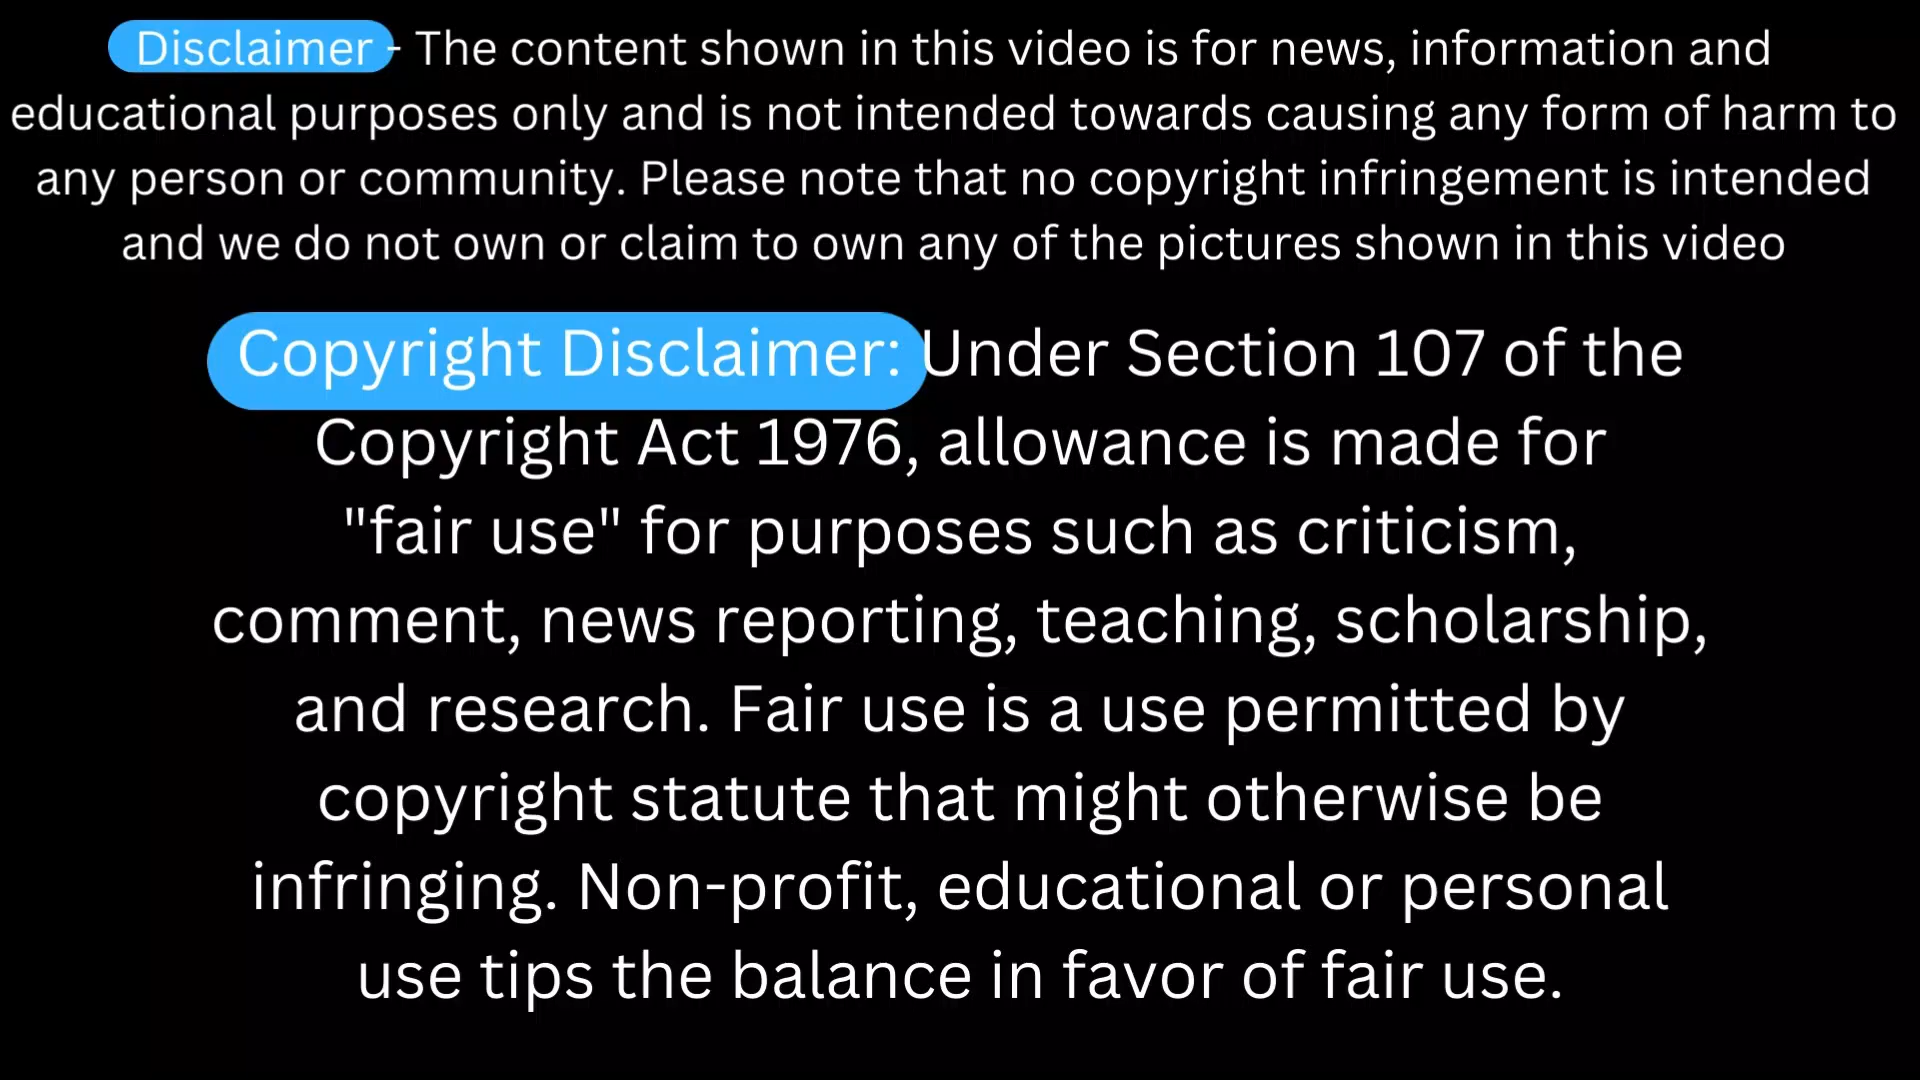 Disclaimer - The content shown in this video is for news, information and
educational purposes only and is not intended towards causing any form of harm to
any person or community. Please note that no copyright infringement is intended
and we do not own or claim to own any of the pictures shown in this video
Copyright Disclaimer: Under Section 107 of the
Copyright Act 1976, allowance is made for
"fair use" for purposes such as criticism,
comment, news reporting, teaching, scholarship,
and research. Fair use is a use permitted by
copyright statute that might otherwise be
infringing. Non-profit, educational or personal
use tips the balance in favor of fair use.